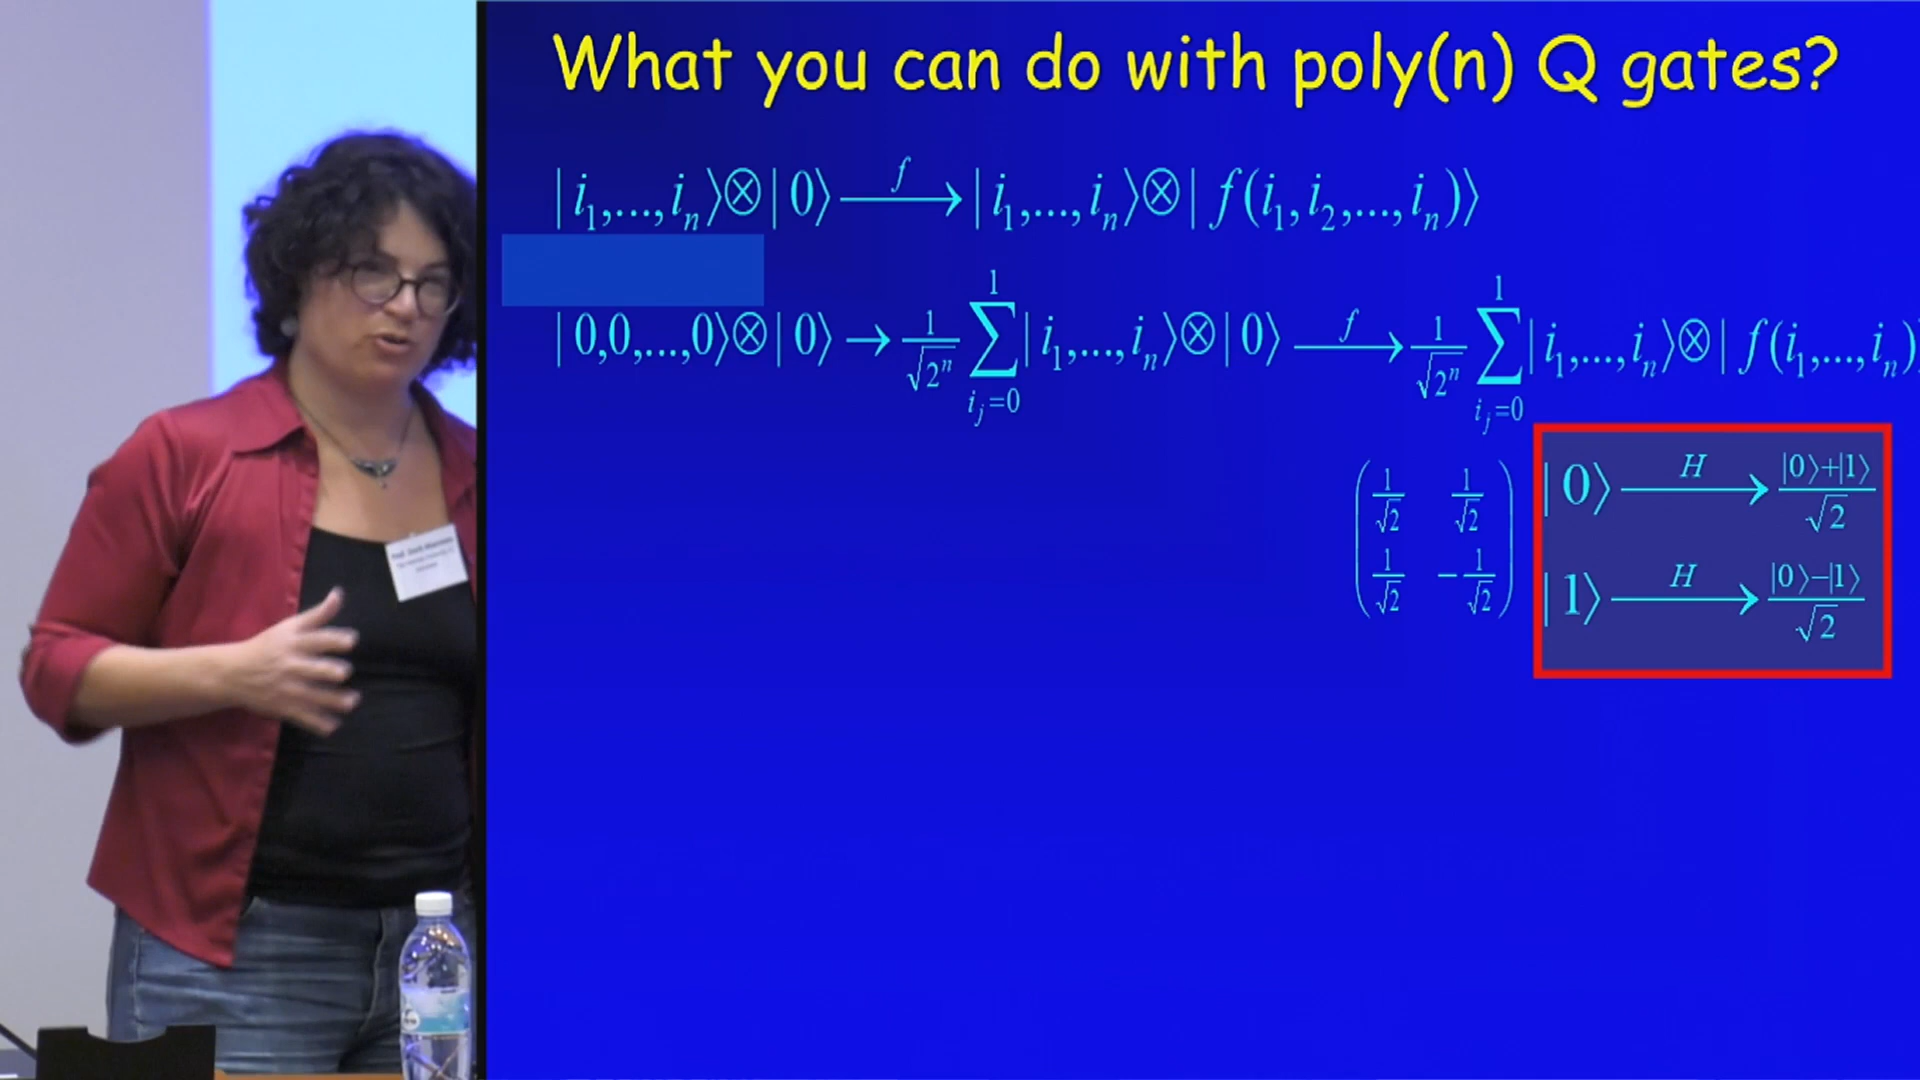 What you can do with poly(n) Q gates?
|i₁,...,iₙ⟩⊗|0⟩ —f→ |i₁,...,iₙ⟩⊗|f(i₁,i₂,...,iₙ)⟩
|0,0,...,0⟩⊗|0⟩ → 1/√2ⁿ ∑_{i_j=0}^{1} |i₁,...,iₙ⟩⊗|0⟩ —f→ 1/√2ⁿ ∑_{i_j=0}^{1} |i₁,...,iₙ⟩⊗|f(i₁,...,iₙ)⟩
(1/√2 1/√2
1/√2 -1/√2)
|0⟩ —H→ |0⟩+|1⟩/√2
|1⟩ —H→ |0⟩−|1⟩/√2
Prof.